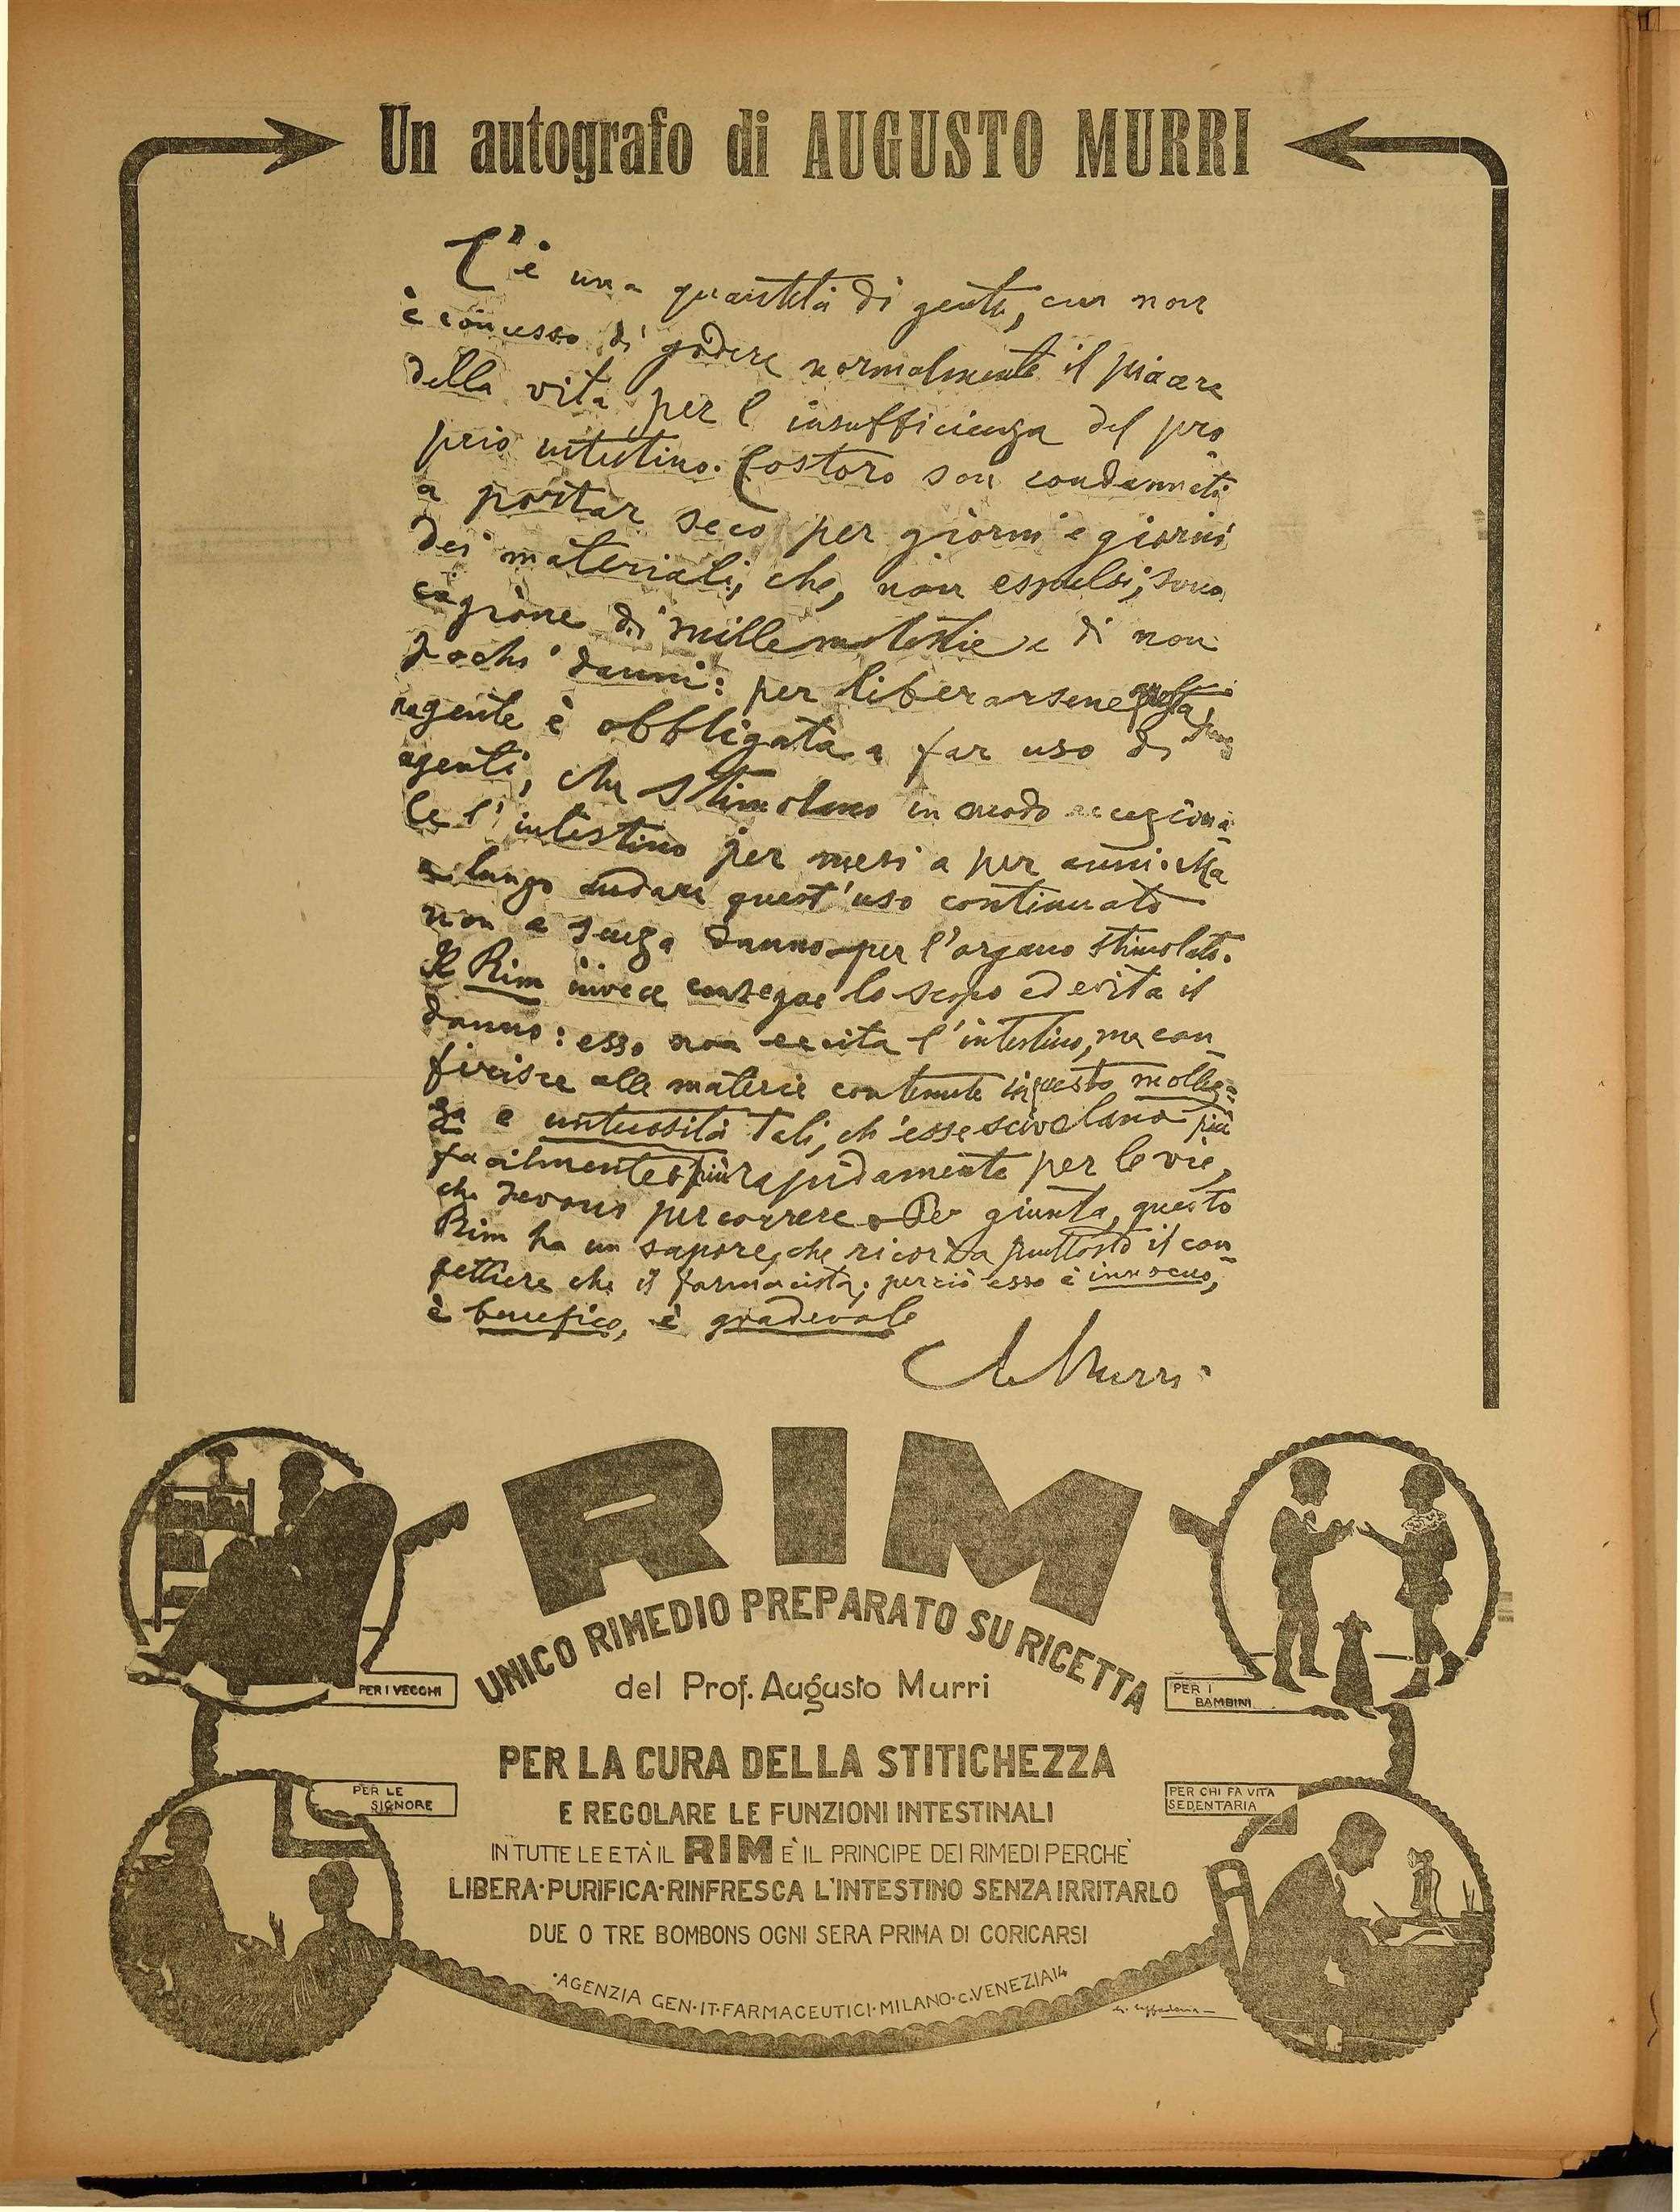 Un autografo di AUGUSTO MURRI
C'è una quantità di gente, cui non
è concesso di godere normalmente il piacere
della vita per l'insufficienza del pro-
prio intestino. Costoro son condannati
a portar seco per giorni e giorni
dei materiali, che, non espulsi, sono
cagione di mille molestie e di non
pochi danni: per liberarsene questa
gente è obbligata a far uso di
agenti, che stimolano in modo ecceziona-
le l'intestino per mesi e per anni. Ma
a lungo andare quest'uso continuato
non è senza danno per l'organo stimolato.
Il Rim invece consegue lo scopo ed evita il
danno: esso non eccita l'intestino, ma con-
ferisce alle materie contenute in questo mollez-
za e untuosità tali, ch'esse scivolano più
facilmente e più rapidamente per le vie,
che devono percorrere. Per giunta, questo
Rim ha un sapore, che ricorda piuttosto il con-
fettiere che il farmacista; perciò esso è innocuo,
è benefico, è gradevole
A Murri
RIM
UNICO RIMEDIO PREPARATO SU RICETTA
del Prof. Augusto Murri
PER I VECCHI
PER I
BAMBINI
PER LA CURA DELLA STITICHEZZA
PER LE
SIGNORE
PER CHI FA VITA
SEDENTARIA
E REGOLARE LE FUNZIONI INTESTINALI
IN TUTTE LE ETÀ IL RIM È IL PRINCIPE DEI RIMEDI PERCHÈ
LIBERA·PURIFICA·RINFRESCA L'INTESTINO SENZA IRRITARLO
DUE O TRE BOMBONS OGNI SERA PRIMA DI CORICARSI
·AGENZIA GEN·IT·FARMACEUTICI·MILANO·C.VENEZIA 14